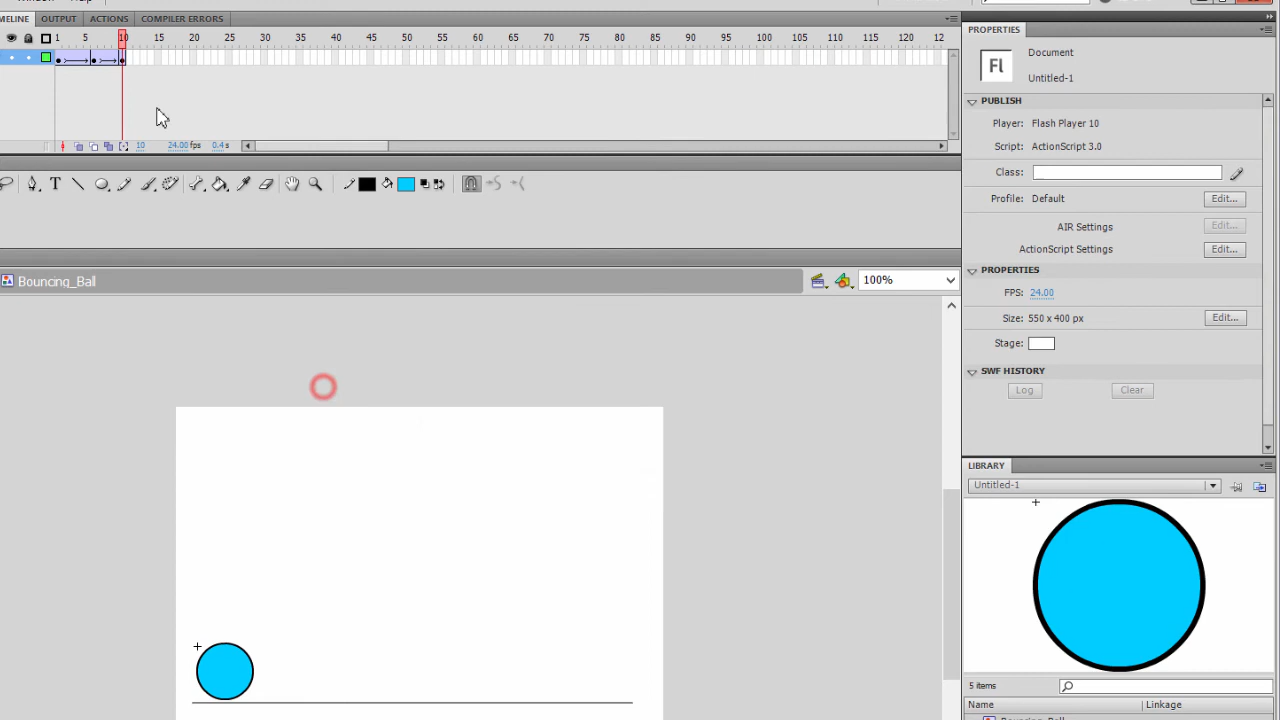 MELINE OUTPUT ACTIONS COMPILER ERRORS
1 5 10 15 20 25 30 35 40 45 50 55 60 65 70 75 80 85 90 95 100 105 110 115 120 12
10 24.00 fps 0.4 s
Bouncing_Ball
100%
PROPERTIES
Fl
Document
Untitled-1
PUBLISH
Player: Flash Player 10
Script: ActionScript 3.0
Class:
Profile: Default Edit...
AIR Settings Edit...
ActionScript Settings Edit...
PROPERTIES
FPS: 24.00
Size: 550 x 400 px Edit...
Stage:
SWF HISTORY
Log Clear
LIBRARY
Untitled-1
5 items
Name Linkage
Bouncing_Ball